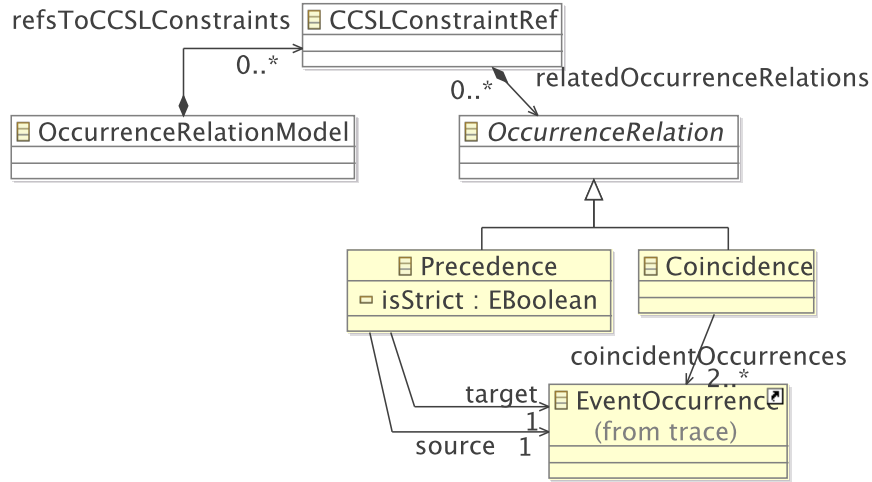 refsToCCSLConstraints
CCSLConstraintRef
0..*
0..*
relatedOccurrenceRelations
OccurrenceRelationModel
OccurrenceRelation
Precedence
Coincidence
isStrict : EBoolean
coincidentOccurrences
2..*
target
EventOccurrence
1
(from trace)
source
1